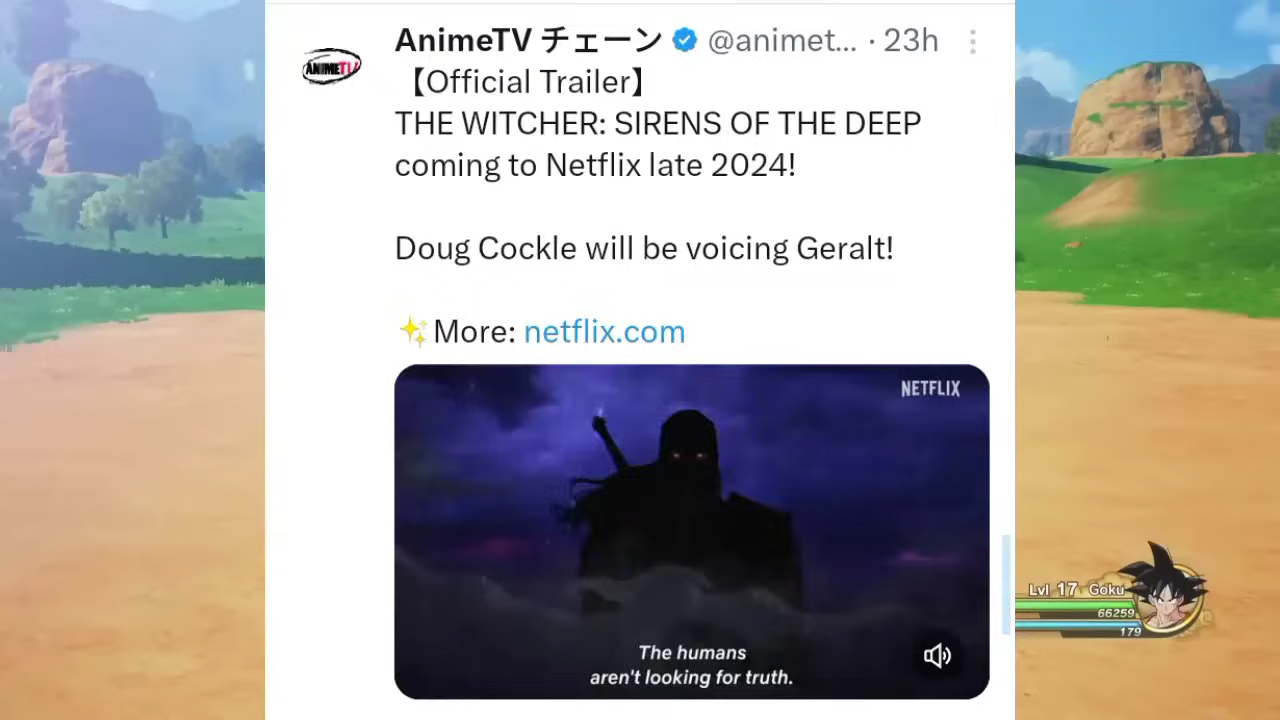 AnimeTV チェーン @animet... · 23h
ANIMETV
【Official Trailer】
THE WITCHER: SIRENS OF THE DEEP
coming to Netflix late 2024!
Doug Cockle will be voicing Geralt!
✨More: netflix.com
NETFLIX
The humans
aren't looking for truth.
Lvl 17 Goku
66259
179